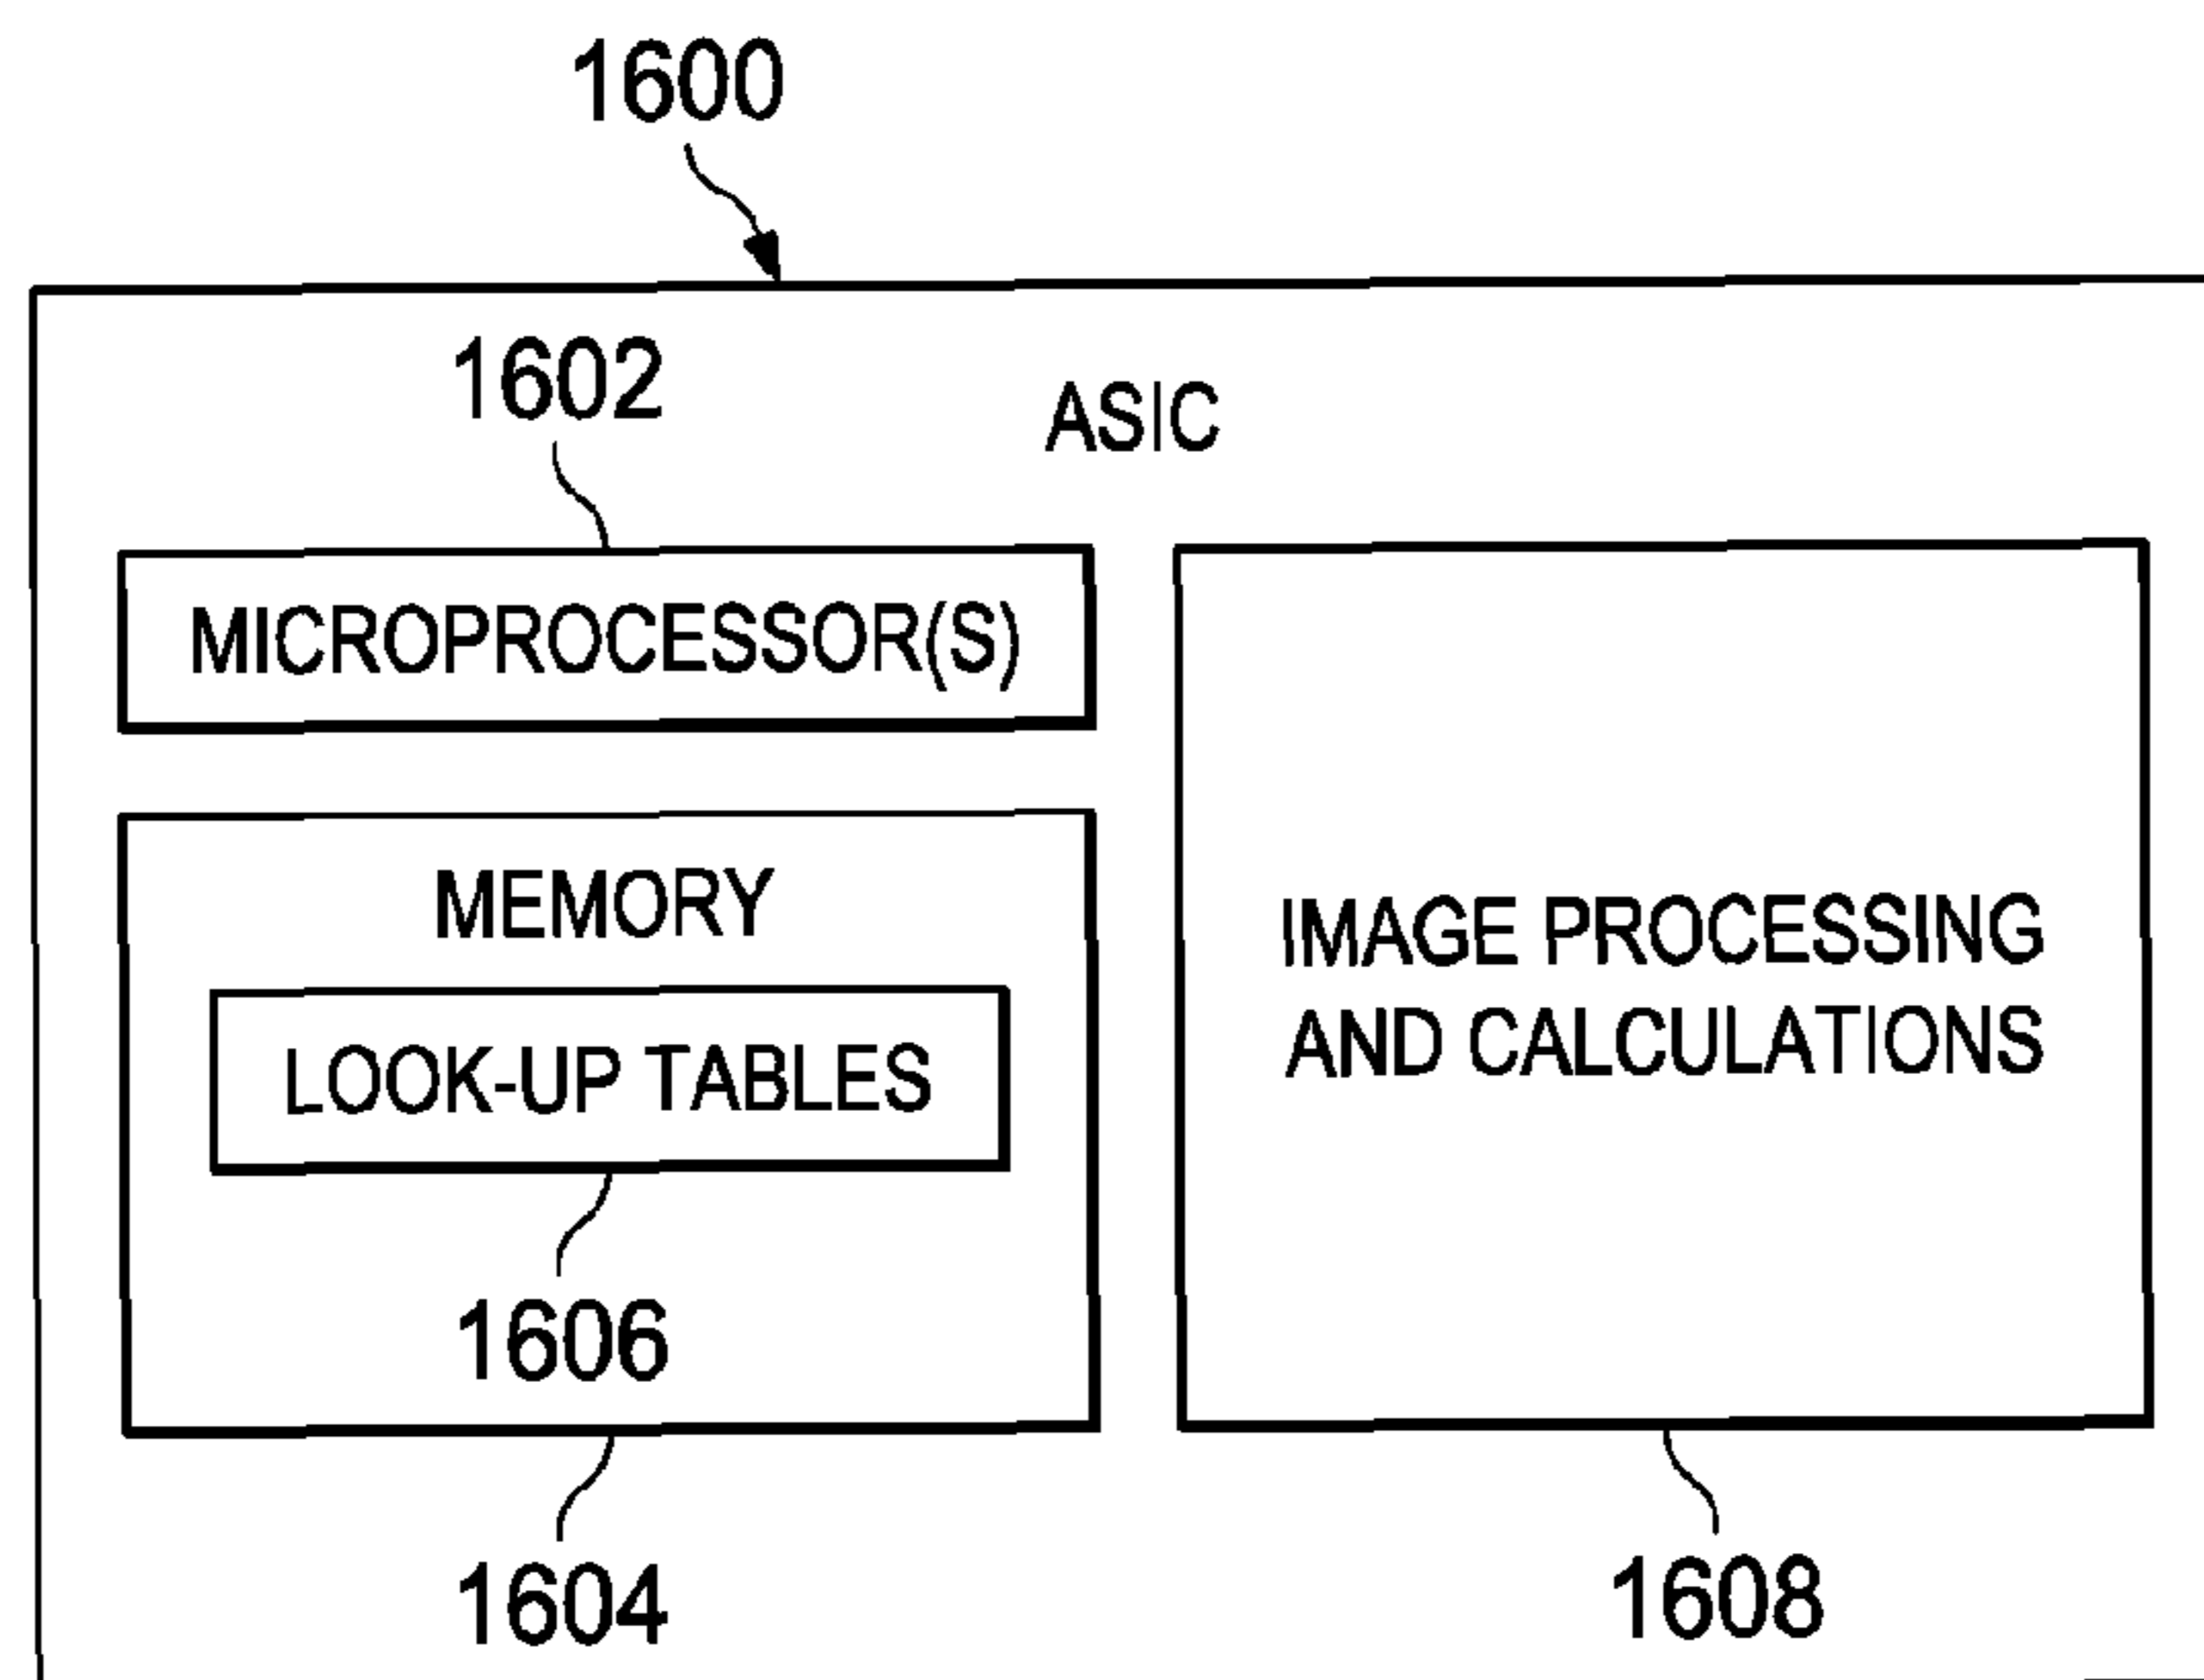 1600
1602
ASIC
MICROPROCESSOR(S)
MEMORY
LOOK-UP TABLES
1606
1604
IMAGE PROCESSING
AND CALCULATIONS
1608